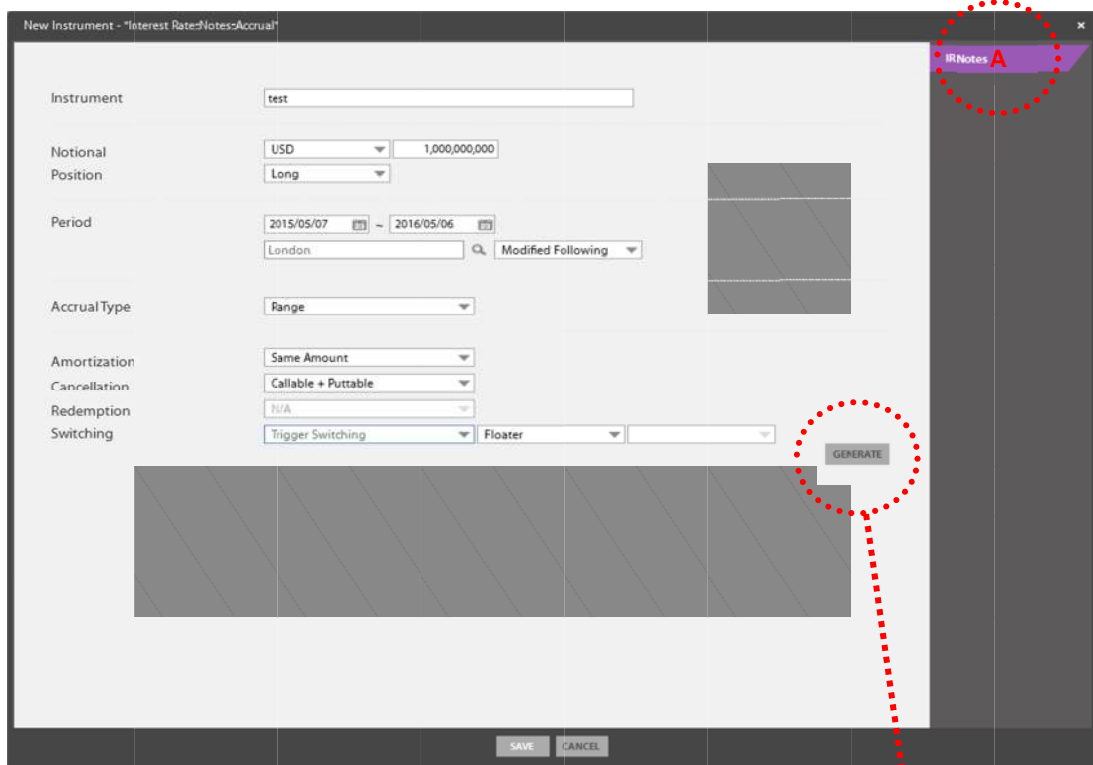 New Instrument - "Interest Rate>Notes>Accrual" ×
IRNotes A
Instrument test
Notional USD 1,000,000,000
Position Long
Period 2015/05/07 ~ 2016/05/06
London Modified Following
Accrual Type Range
Amortization Same Amount
Cancellation Callable + Puttable
Redemption N/A
Switching Trigger Switching Floater
GENERATE
SAVE CANCEL